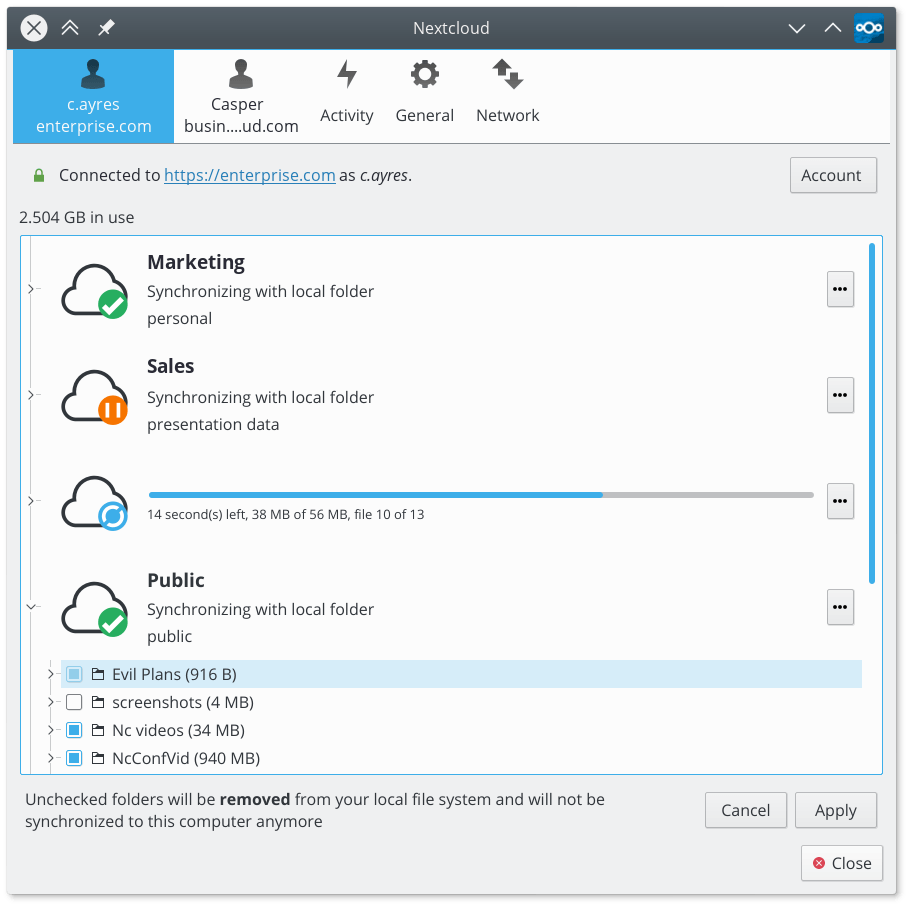 Nextcloud
c.ayres
enterprise.com
Casper
busin....ud.com
Activity
General
Network
Connected to https://enterprise.com as c.ayres.
Account
2.504 GB in use
Marketing
Synchronizing with local folder
personal
Sales
Synchronizing with local folder
presentation data
14 second(s) left, 38 MB of 56 MB, file 10 of 13
Public
Synchronizing with local folder
public
Evil Plans (916 B)
screenshots (4 MB)
Nc videos (34 MB)
NcConfVid (940 MB)
Unchecked folders will be removed from your local file system and will not be
synchronized to this computer anymore
Cancel
Apply
Close